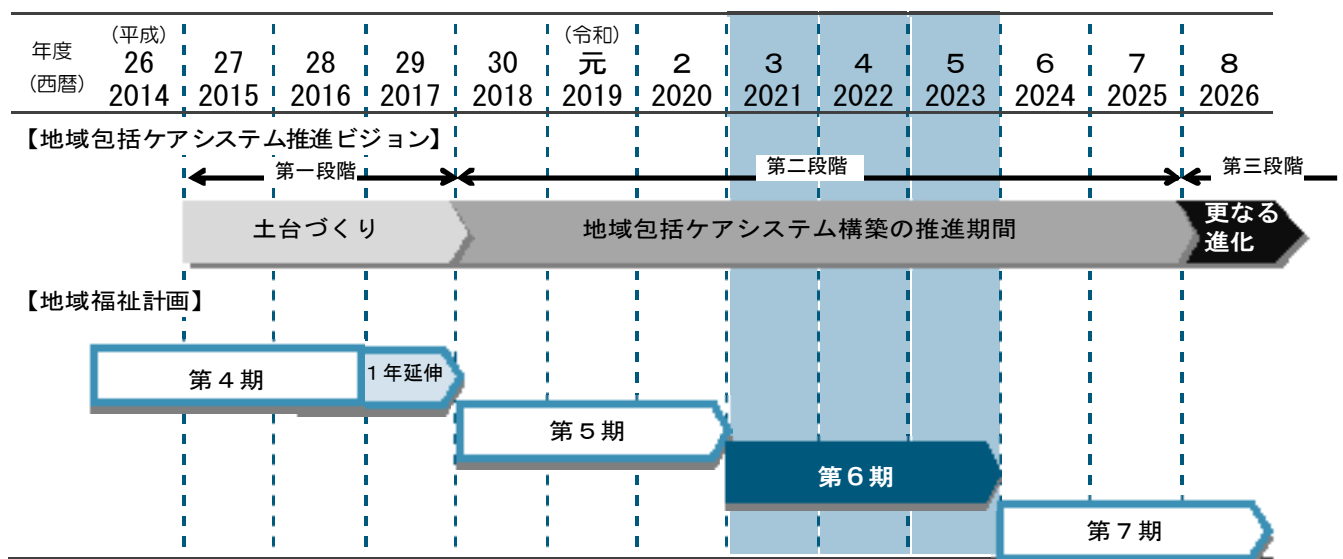 年度
(西暦)
(平成)
26
2014
27
2015
28
2016
29
2017
30
2018
(令和)
元
2019
２
2020
３
2021
４
2022
５
2023
６
2024
７
2025
８
2026
【地域包括ケアシステム推進ビジョン】
第一段階
第二段階
第三段階
土台づくり
地域包括ケアシステム構築の推進期間
更なる
進化
【地域福祉計画】
第４期
１年延伸
第５期
第６期
第７期